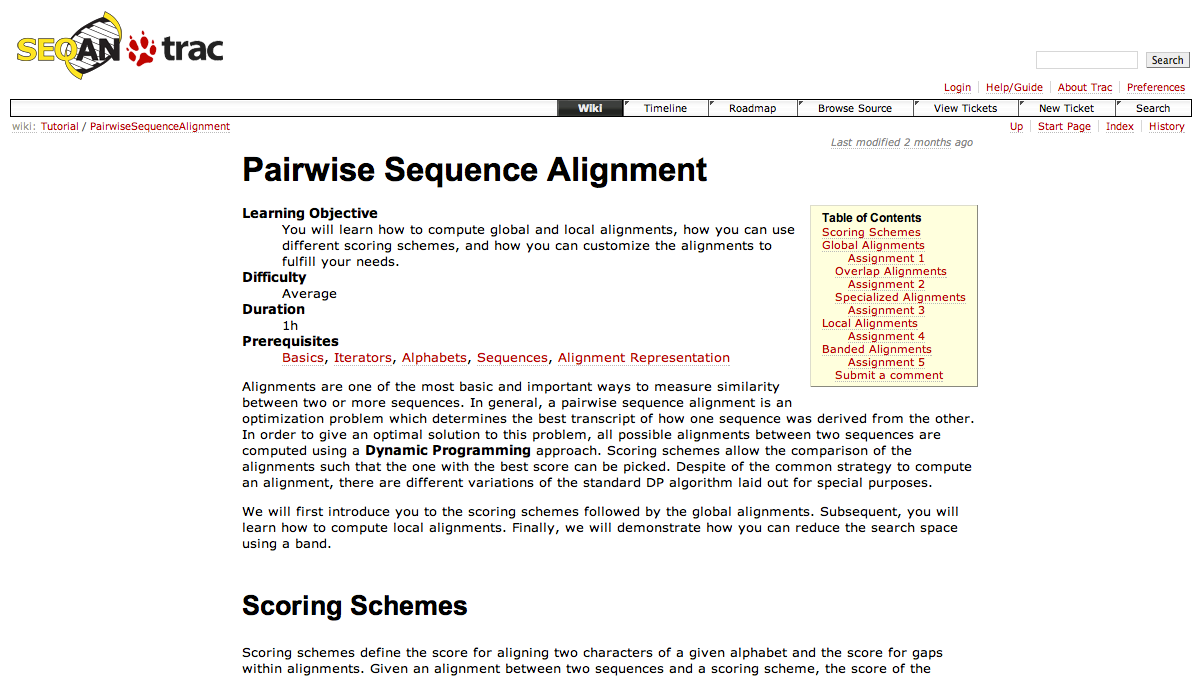 SEQAN trac
Search
Login Help/Guide About Trac Preferences
Wiki Timeline Roadmap Browse Source View Tickets New Ticket Search
wiki: Tutorial / PairwiseSequenceAlignment
Up Start Page Index History
Last modified 2 months ago
Pairwise Sequence Alignment
Learning Objective
You will learn how to compute global and local alignments, how you can use
different scoring schemes, and how you can customize the alignments to
fulfill your needs.
Difficulty
Average
Duration
1h
Prerequisites
Basics, Iterators, Alphabets, Sequences, Alignment Representation
Table of Contents
Scoring Schemes
Global Alignments
Assignment 1
Overlap Alignments
Assignment 2
Specialized Alignments
Assignment 3
Local Alignments
Assignment 4
Banded Alignments
Assignment 5
Submit a comment
Alignments are one of the most basic and important ways to measure similarity
between two or more sequences. In general, a pairwise sequence alignment is an
optimization problem which determines the best transcript of how one sequence was derived from the other.
In order to give an optimal solution to this problem, all possible alignments between two sequences are
computed using a Dynamic Programming approach. Scoring schemes allow the comparison of the
alignments such that the one with the best score can be picked. Despite of the common strategy to compute
an alignment, there are different variations of the standard DP algorithm laid out for special purposes.
We will first introduce you to the scoring schemes followed by the global alignments. Subsequent, you will
learn how to compute local alignments. Finally, we will demonstrate how you can reduce the search space
using a band.
Scoring Schemes
Scoring schemes define the score for aligning two characters of a given alphabet and the score for gaps
within alignments. Given an alignment between two sequences and a scoring scheme, the score of the